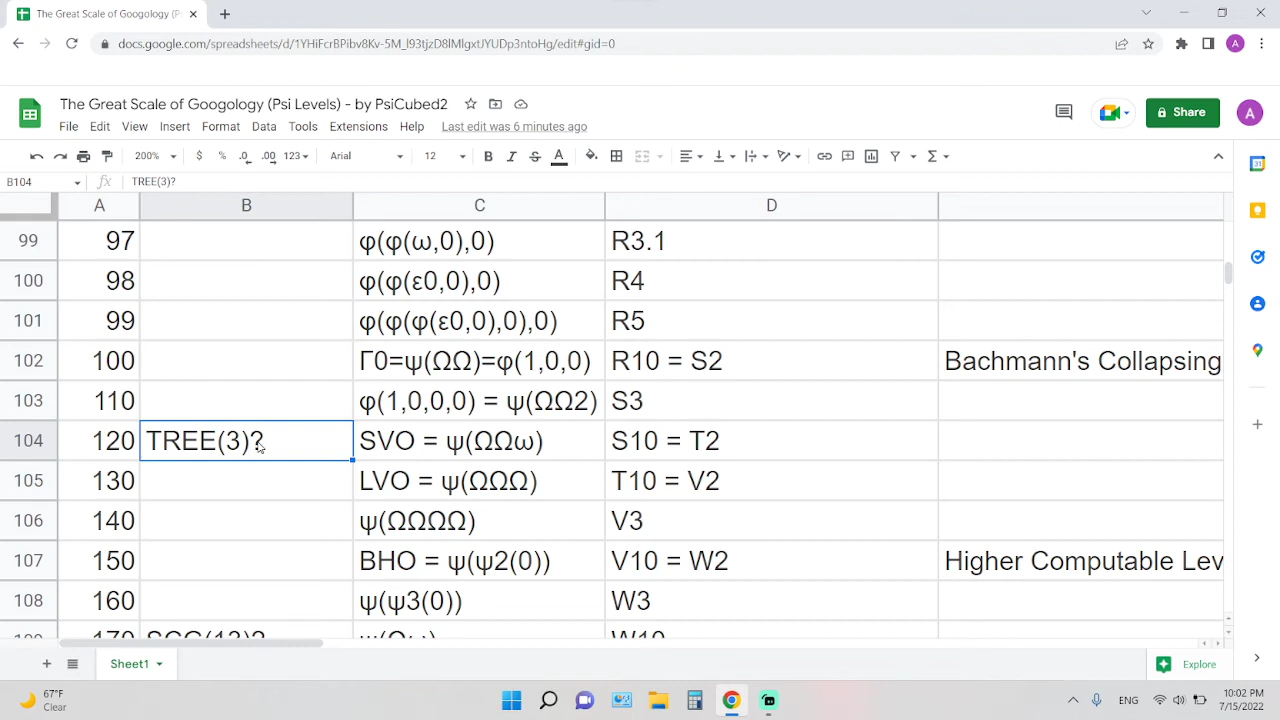 The Great Scale of Googology (P
docs.google.com/spreadsheets/d/1YHiFcrBPibv8Kv-5M_l93tjzD8lMlgxtJYUDp3ntoHg/edit#gid=0
The Great Scale of Googology (Psi Levels) - by PsiCubed2
File Edit View Insert Format Data Tools Extensions Help Last edit was 6 minutes ago
Share
A
200% $ % .0 .00 123 Arial 12 B I S A
B104 fx TREE(3)?
A B C D
99 97 φ(φ(ω,0),0) R3.1
100 98 φ(φ(ε0,0),0) R4
101 99 φ(φ(φ(ε0,0),0),0) R5
102 100 Γ0=ψ(ΩΩ)=φ(1,0,0) R10 = S2 Bachmann's Collapsing
103 110 φ(1,0,0,0) = ψ(ΩΩ2) S3
104 120 TREE(3)? SVO = ψ(ΩΩω) S10 = T2
105 130 LVO = ψ(ΩΩΩ) T10 = V2
106 140 ψ(ΩΩΩΩ) V3
107 150 BHO = ψ(ψ2(0)) V10 = W2 Higher Computable Lev
108 160 ψ(ψ3(0)) W3
109 170 SCG(13)? ψ(Ωω) W10
Sheet1
Explore
67°F
Clear
ENG
10:02 PM
7/15/2022